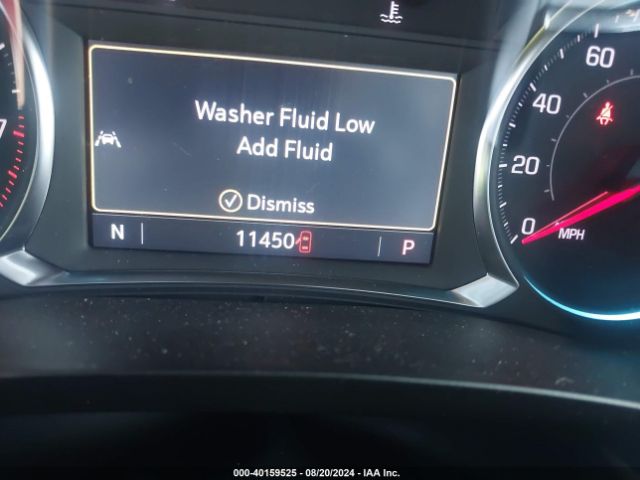 Washer Fluid Low
Add Fluid
Dismiss
N 11450 P
7
60
40
20
0
MPH
000-40159525 - 08/20/2024 - IAA Inc.